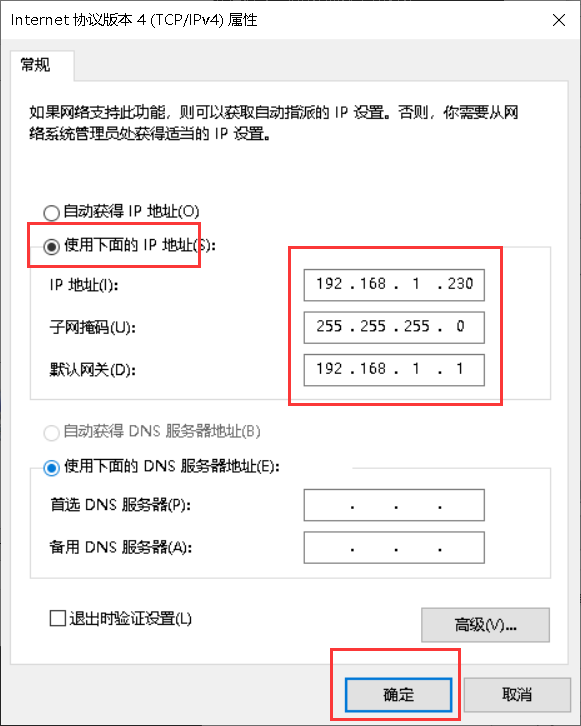 Internet 协议版本 4 (TCP/IPv4) 属性
常规
如果网络支持此功能，则可以获取自动指派的 IP 设置。否则，你需要从网
络系统管理员处获得适当的 IP 设置。
自动获得 IP 地址(O)
使用下面的 IP 地址(S):
IP 地址(I):
192 . 168 . 1 . 230
子网掩码(U):
255 . 255 . 255 . 0
默认网关(D):
192 . 168 . 1 . 1
自动获得 DNS 服务器地址(B)
使用下面的 DNS 服务器地址(E):
首选 DNS 服务器(P):
. . .
备用 DNS 服务器(A):
. . .
退出时验证设置(L)
高级(V)...
确定
取消